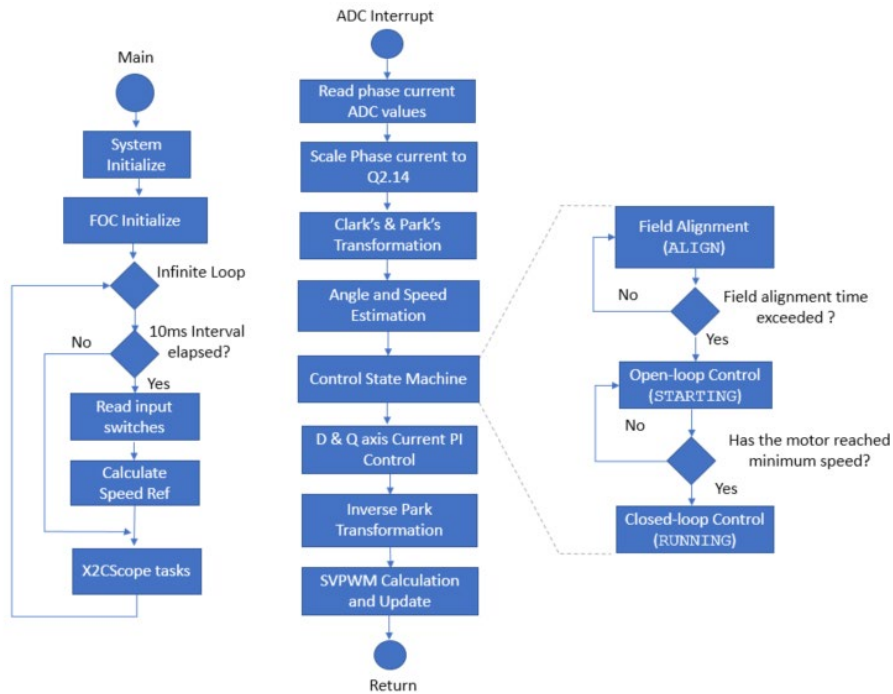 Main
System
Initialize
FOC Initialize
Infinite Loop
10ms Interval
elapsed?
No
Yes
Read input
switches
Calculate
Speed Ref
X2CScope tasks
ADC Interrupt
Read phase current
ADC values
Scale Phase current to
Q2.14
Clark's & Park's
Transformation
Angle and Speed
Estimation
Control State Machine
D & Q axis Current PI
Control
Inverse Park
Transformation
SVPWM Calculation
and Update
Return
Field Alignment
(ALIGN)
No
Field alignment time
exceeded ?
Yes
Open-loop Control
(STARTING)
No
Has the motor reached
minimum speed?
Yes
Closed-loop Control
(RUNNING)